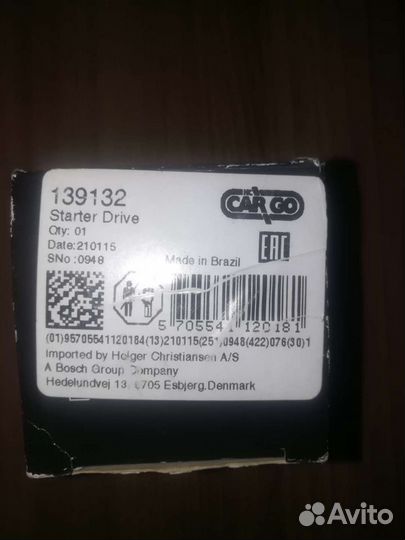 139132
Starter Drive
Qty: 01
Date:210115
SNo :0948
HC
CARGO
EAC
Made in Brazil
5 705541 120181
(01)95705541120184(13)210115(251)0948(422)076(30)1
Imported by Holger Christiansen A/S
A Bosch Group Company
Hedelundvej 13, 6705 Esbjerg.Denmark
Avito